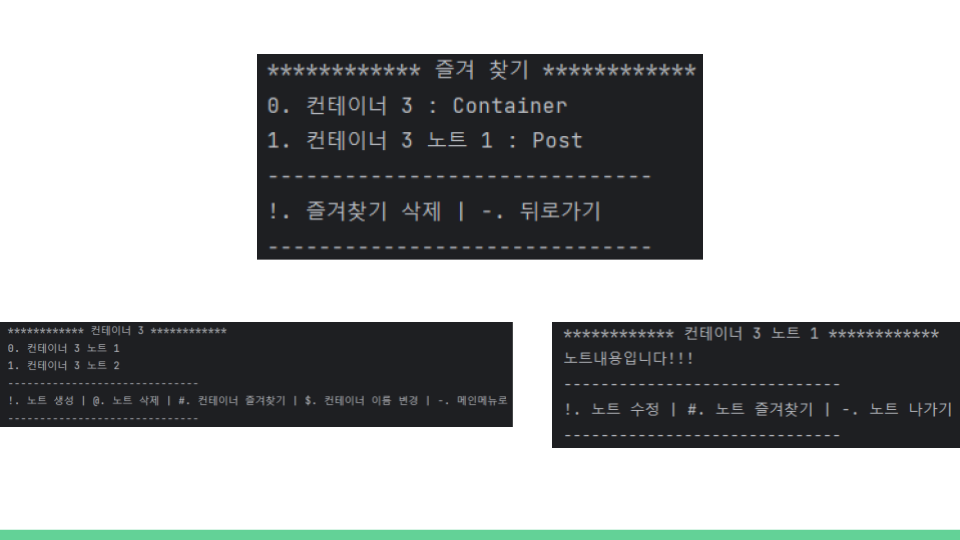 ************ 즐겨 찾기 ************
0. 컨테이너 3 : Container
1. 컨테이너 3 노트 1 : Post
------------------------------
!. 즐겨찾기 삭제 | -. 뒤로가기
------------------------------
************ 컨테이너 3 ************
0. 컨테이너 3 노트 1
1. 컨테이너 3 노트 2
------------------------------
!. 노트 생성 | @. 노트 삭제 | #. 컨테이너 즐겨찾기 | $. 컨테이너 이름 변경 | -. 메인메뉴로
------------------------------
************ 컨테이너 3 노트 1 ************
노트내용입니다!!!
------------------------------
!. 노트 수정 | #. 노트 즐겨찾기 | -. 노트 나가기
------------------------------